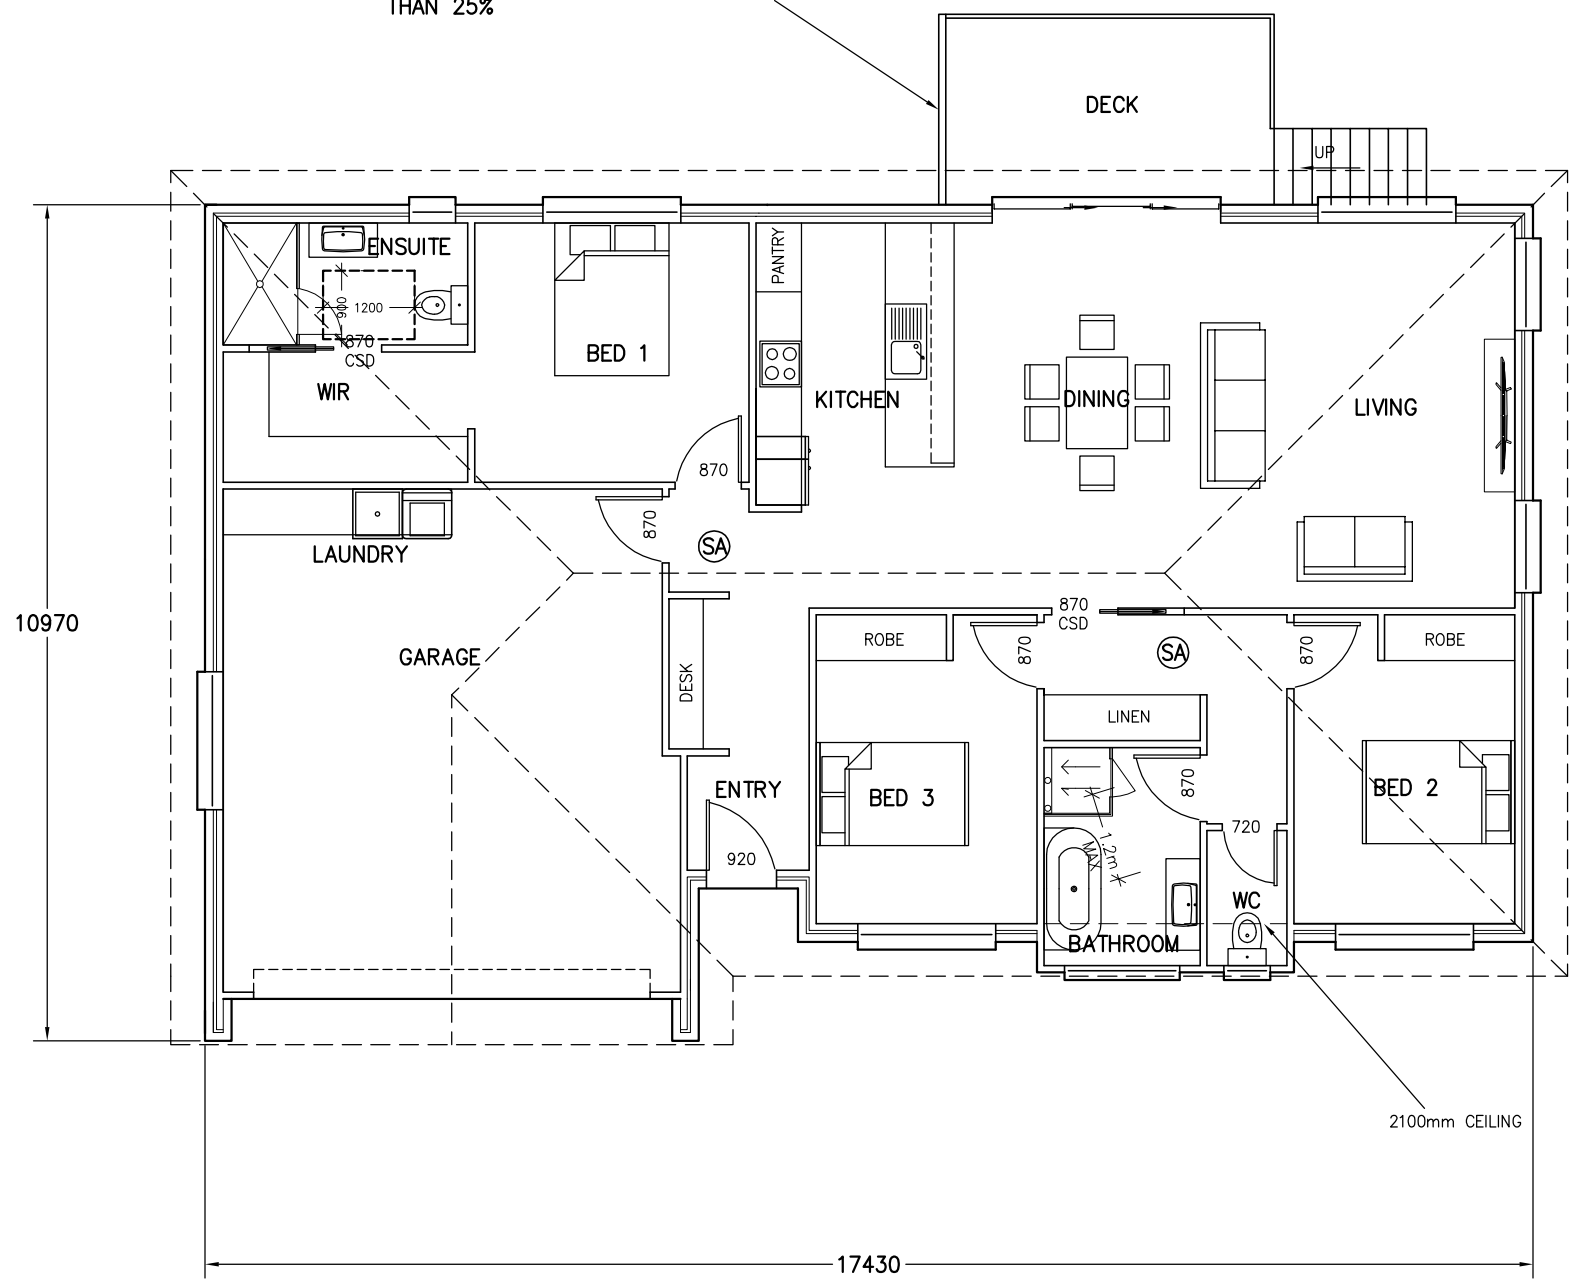 THAN 25%
DECK
UP
ENSUITE
PANTRY
900
1200
870
CSD
BED 1
WIR
KITCHEN
DINING
LIVING
870
870
SA
LAUNDRY
10970
870
CSD
ROBE
870
SA
870
ROBE
GARAGE
DESK
LINEN
ENTRY
BED 3
870
BED 2
720
1.2m
MAX
920
WC
BATHROOM
2100mm CEILING
17430